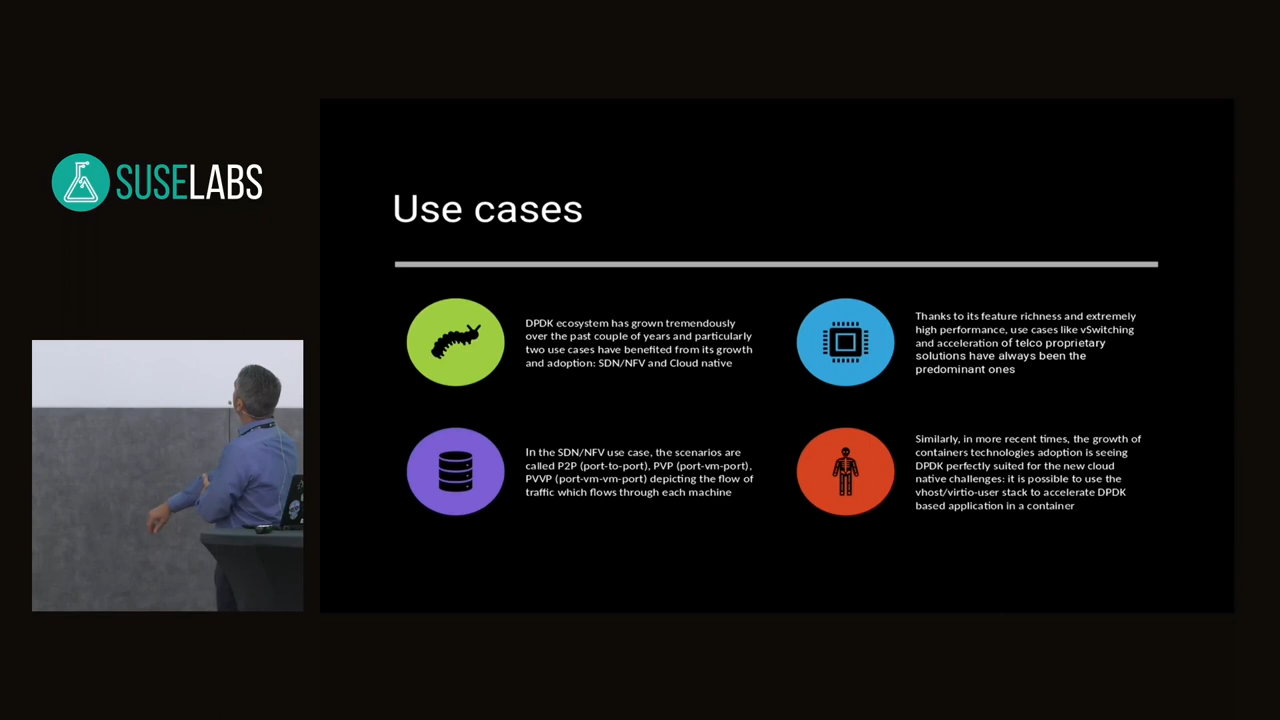 SUSELABS
Use cases
DPDK ecosystem has grown tremendously
over the past couple of years and particularly
two use cases have benefited from its growth
and adoption: SDN/NFV and Cloud native
Thanks to its feature richness and extremely
high performance, use cases like vSwitching
and acceleration of telco proprietary
solutions have always been the
predominant ones
In the SDN/NFV use case, the scenarios are
called P2P (port-to-port), PVP (port-vm-port),
PVVP (port-vm-vm-port) depicting the flow of
traffic which flows through each machine
Similarly, in more recent times, the growth of
containers technologies adoption is seeing
DPDK perfectly suited for the new cloud
native challenges: it is possible to use the
vhost/virtio-user stack to accelerate DPDK
based application in a container